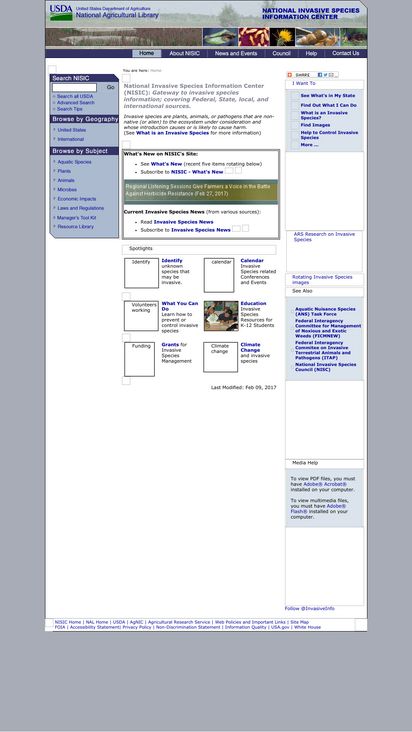 USDA United States Department of Agriculture
National Agricultural Library
NATIONAL INVASIVE SPECIES
INFORMATION CENTER
Home
About NISIC
News and Events
Council
Help
Contact Us
You are here: Home
Search NISIC
Go
Search all USDA
Advanced Search
Search Tips
Browse by Geography
United States
International
Browse by Subject
Aquatic Species
Plants
Animals
Microbes
Economic Impacts
Laws and Regulations
Manager's Tool Kit
Resource Library
National Invasive Species Information Center
(NISIC): Gateway to invasive species
information; covering Federal, State, local, and
international sources.
Invasive species are plants, animals, or pathogens that are non-
native (or alien) to the ecosystem under consideration and
whose introduction causes or is likely to cause harm.
(See What is an Invasive Species? for more information)
What's New on NISIC's Site:
See What's New (recent five items rotating below)
Subscribe to NISIC - What's New
Regional Listening Sessions Give Farmers a Voice in the Battle
Against Herbicide Resistance (Feb 27, 2017)
Current Invasive Species News (from various sources):
Read Invasive Species News
Subscribe to Invasive Species News
Spotlights
Identify
Identify
unknown
species that
may be
invasive.
calendar
Calendar
Invasive
Species related
Conferences
and Events
Volunteers
working
What You Can
Do
Learn how to
prevent or
control invasive
species
Education
Invasive
Species
Resources for
K-12 Students
Funding
Grants for
Invasive
Species
Management
Climate
change
Climate
Change
and invasive
species
Last Modified: Feb 09, 2017
SHARE
I Want To
See What's in My State
Find Out What I Can Do
What is an
Invasive
Species?
Find Images
Help to Control Invasive
Species
More ...
ARS Research on Invasive
Species
Rotating Invasive Species
images
See Also
Aquatic Nuisance Species
(ANS) Task Force
Federal Interagency
Committee for Management
of Noxious and Exotic
Weeds (FICMNEW)
Federal Interagency
Committee on Invasive
Terrestrial Animals and
Pathogens (ITAP)
National Invasive Species
Council (NISC)
Media Help
To view PDF files, you must
have Adobe® Acrobat®
installed on your computer.
To view multimedia files,
you must have Adobe®
Flash® installed on your
computer.
Follow @InvasiveInfo
NISIC Home | NAL Home | USDA | AgNIC | Agricultural Research Service | Web Policies and Important Links | Site Map
FOIA | Accessibility Statement| Privacy Policy | Non-Discrimination Statement | Information Quality | USA.gov | White House